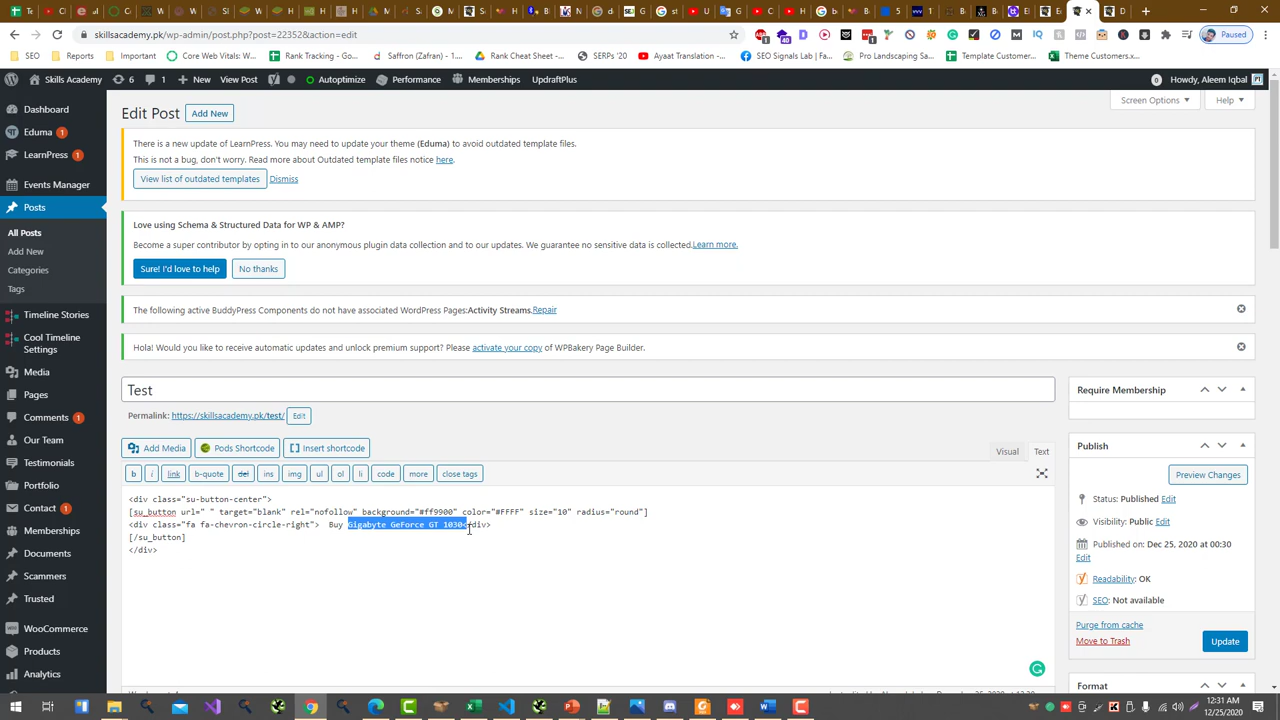 Te
W
N
E
D
Paused
skillsacademy.pk/wp-admin/post.php?post=22352&action=edit
SEO
Upload
Core Web Vitals: W...
Rank Tracking - Go...
Saffron (Zafran) - G...
Rank Cheat Sheet -...
SERPs '20
Ayaat Translation -...
SEO Signals Lab | Fa...
Pro Landscaping Sa...
Template Customer...
Theme Customers.x...
Skills Academy 6 1 New View Post Autoptimize Performance Memberships UpdraftPlus
0 Howdy, Aleem Iqbal
Screen Options Help
Edit Post Add New
There is a new update of LearnPress. You may need to update your theme (Eduma) to avoid outdated template files.
This is not a bug, don't worry. Read more about Outdated template files notice here.
View list of outdated templates Dismiss
Love using Schema & Structured Data for WP & AMP?
Become a super contributor by opting in to our anonymous plugin data collection and to our updates. We guarantee no sensitive data is collected.Learn more.
Sure! I'd love to help No thanks
The following active BuddyPress Components do not have associated WordPress Pages:Activity Streams.Repair
Hola! Would you like to receive automatic updates and unlock premium support? Please activate your copy of WPBakery Page Builder.
Dashboard
Eduma 1
LearnPress 1
Events Manager
Posts
All Posts
Add New
Categories
Tags
Timeline Stories
Cool Timeline
Settings
Media
Pages
Comments 1
Our Team
Testimonials
Portfolio
Contact 1
Documents
Scammers
Trusted
WooCommerce
Products
Analytics
Test
Permalink: https://skillsacademy.pk/test/ Edit
Add Media Pods Shortcode [ ] Insert shortcode
Visual Text
b i link b-quote del ins img ul ol li code more close tags
<div class="su-button-center">
[su_button url=" " target="blank" rel="nofollow" background="#ff9900" color="#FFFF" size="10" radius="round"]
<div class="fa fa-chevron-circle-right"> Buy Gigabyte GeForce GT 1030</div>
[/su_button]
</div>
Require Membership
Publish
Preview Changes
Status: Published Edit
Visibility: Public Edit
Published on: Dec 25, 2020 at 00:30
Edit
Readability: OK
SEO: Not available
Purge from cache
Move to Trash
Update
Format
12:31 AM
12/25/2020